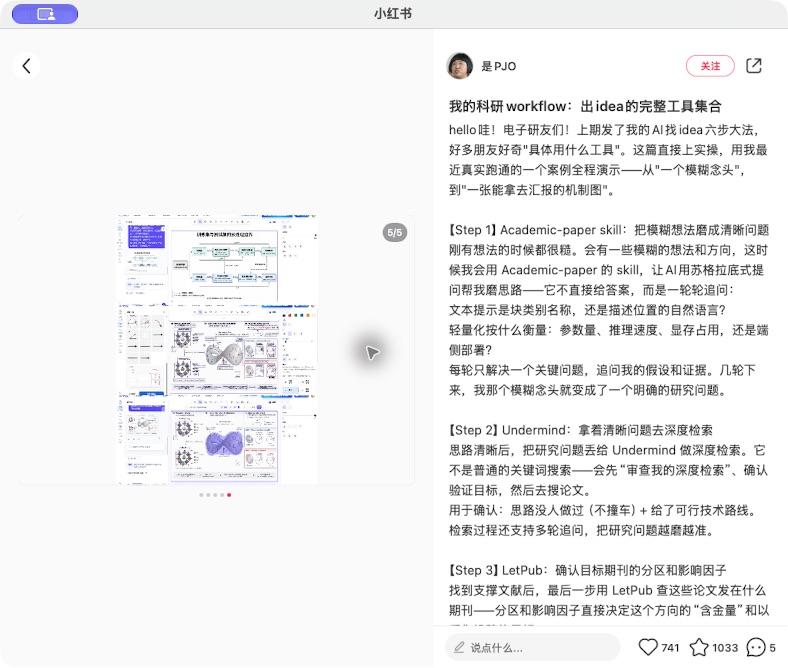 小红书
是 PJO
关注
5/5
我的科研 workflow：出 idea 的完整工具集合
hello 哇！电子研友们！上期发了我的 AI 找 idea 六步大法，
好多朋友好奇"具体用什么工具"。这篇直接上实操，用我最
近真实跑通的一个案例全程演示——从"一个模糊念头"，
到"一张能拿去汇报的机制图"。
【Step 1】Academic-paper skill：把模糊想法磨成清晰问题
刚有想法的时候都很糙。会有一些模糊的想法和方向，这时
候我会用 Academic-paper 的 skill，让 AI 用苏格拉底式提
问帮我磨思路——它不直接给答案，而是一轮轮追问：
文本提示是块类别名称，还是描述位置的自然语言？
轻量化按什么衡量：参数量、推理速度、显存占用，还是端
侧部署？
每轮只解决一个关键问题，追问我的假设和证据。几轮下
来，我那个模糊念头就变成了一个明确的研究问题。
【Step 2】Undermind：拿着清晰问题去深度检索
思路清晰后，把研究问题丢给 Undermind 做深度检索。它
不是普通的关键词搜索——会先“审查我的深度检索”、确认
验证目标，然后去搜论文。
用于确认：思路没人做过（不撞车）+ 给了可行技术路线。
检索过程还支持多轮追问，把研究问题越磨越准。
【Step 3】LetPub：确认目标期刊的分区和影响因子
找到支撑文献后，最后一步用 LetPub 查这些论文发在什么
期刊——分区和影响因子直接决定这个方向的“含金量”和以
说点什么...
741
1033
5